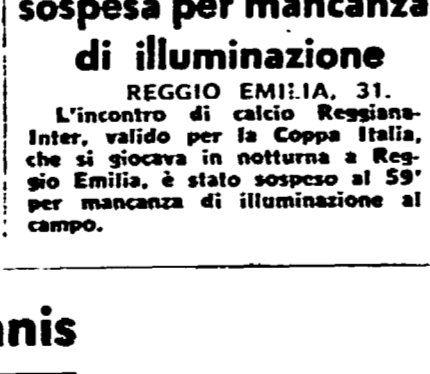 sospesa per mancanza
di illuminazione
REGGIO EMILIA, 31.
L'incontro di calcio Reggiana-
Inter, valido per la Coppa Italia,
che si giocava in notturna a Reg-
gio Emilia, è stato sospeso al 59'
per mancanza di illuminazione al
campo.
nis